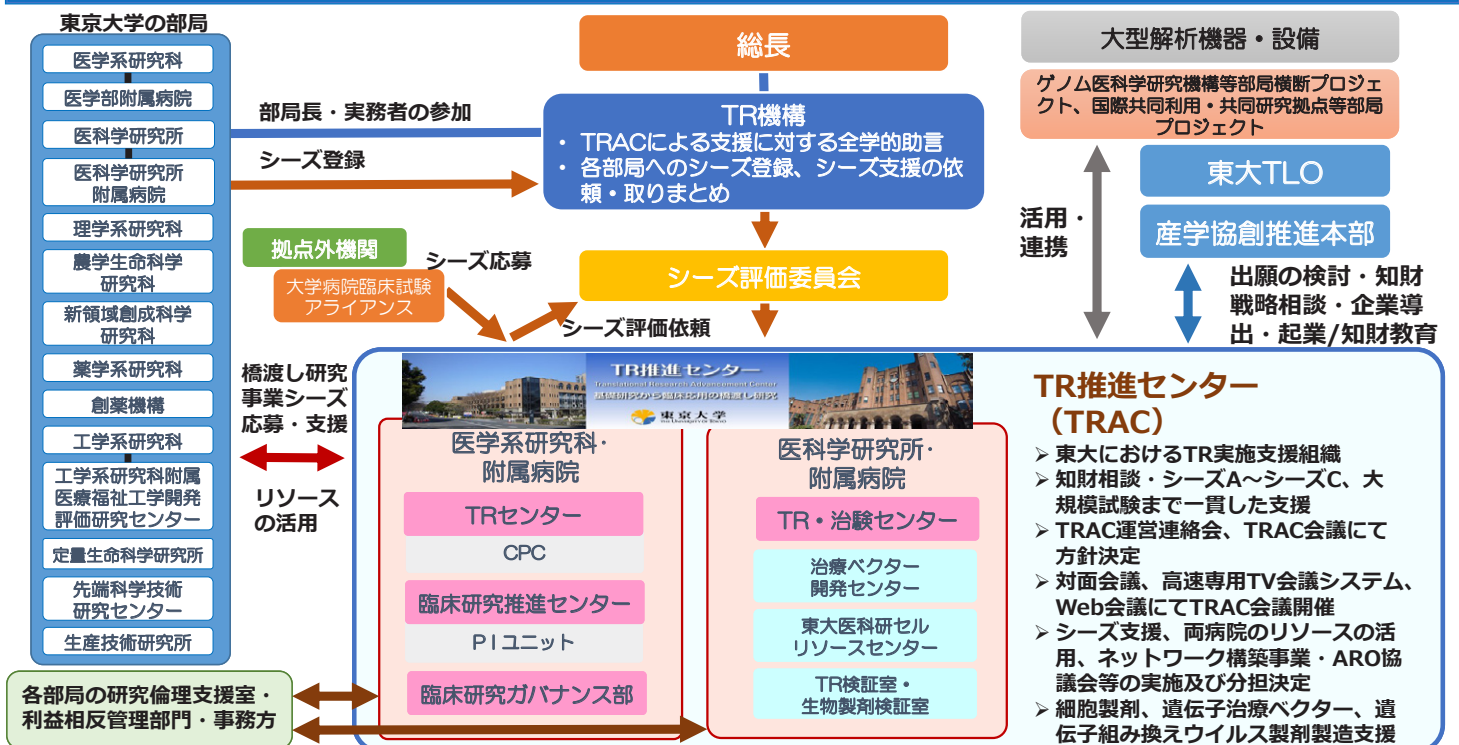 東京大学の部局
医学系研究科
医学部附属病院
医科学研究所
医科学研究所
附属病院
理学系研究科
農学生命科学
研究科
新領域創成科学
研究科
薬学系研究科
創薬機構
工学系研究科
工学系研究科附属
医療福祉工学開発
評価研究センター
定量生命科学研究所
先端科学技術
研究センター
生産技術研究所
各部局の研究倫理支援室・
利益相反管理部門・事務方
部局長・実務者の参加
シーズ登録
総長
TR機構
・ TRACによる支援に対する全学的助言
・ 各部局へのシーズ登録、シーズ支援の依
頼・取りまとめ
拠点外機関
大学病院臨床試験
アライアンス
シーズ応募
シーズ評価委員会
シーズ評価依頼
橋渡し研究
事業シーズ
応募・支援
リソース
の活用
大型解析機器・設備
ゲノム医科学研究機構等部局横断プロジェ
クト、国際共同利用・共同研究拠点等部局
プロジェクト
活用・
連携
東大TLO
産学協創推進本部
出願の検討・知財
戦略相談・企業導
出・起業/知財教育
TR推進センター
Translational Research Advancement Center
基礎研究から臨床応用の橋渡し研究
東京大学
THE UNIVERSITY OF TOKYO
医学系研究科・
附属病院
TRセンター
CPC
臨床研究推進センター
PIユニット
臨床研究ガバナンス部
医科学研究所・
附属病院
TR・治験センター
治療ベクター
開発センター
東大医科研セル
リソースセンター
TR検証室・
生物製剤検証室
TR推進センター
（TRAC）
➢ 東大におけるTR実施支援組織
➢ 知財相談・シーズA～シーズC、大
規模試験まで一貫した支援
➢ TRAC運営連絡会、TRAC会議にて
方針決定
➢ 対面会議、高速専用TV会議システム、
Web会議にてTRAC会議開催
➢ シーズ支援、両病院のリソースの活
用、ネットワーク構築事業・ARO協
議会等の実施及び分担決定
➢ 細胞製剤、遺伝子治療ベクター、遺
伝子組み換えウイルス製剤製造支援